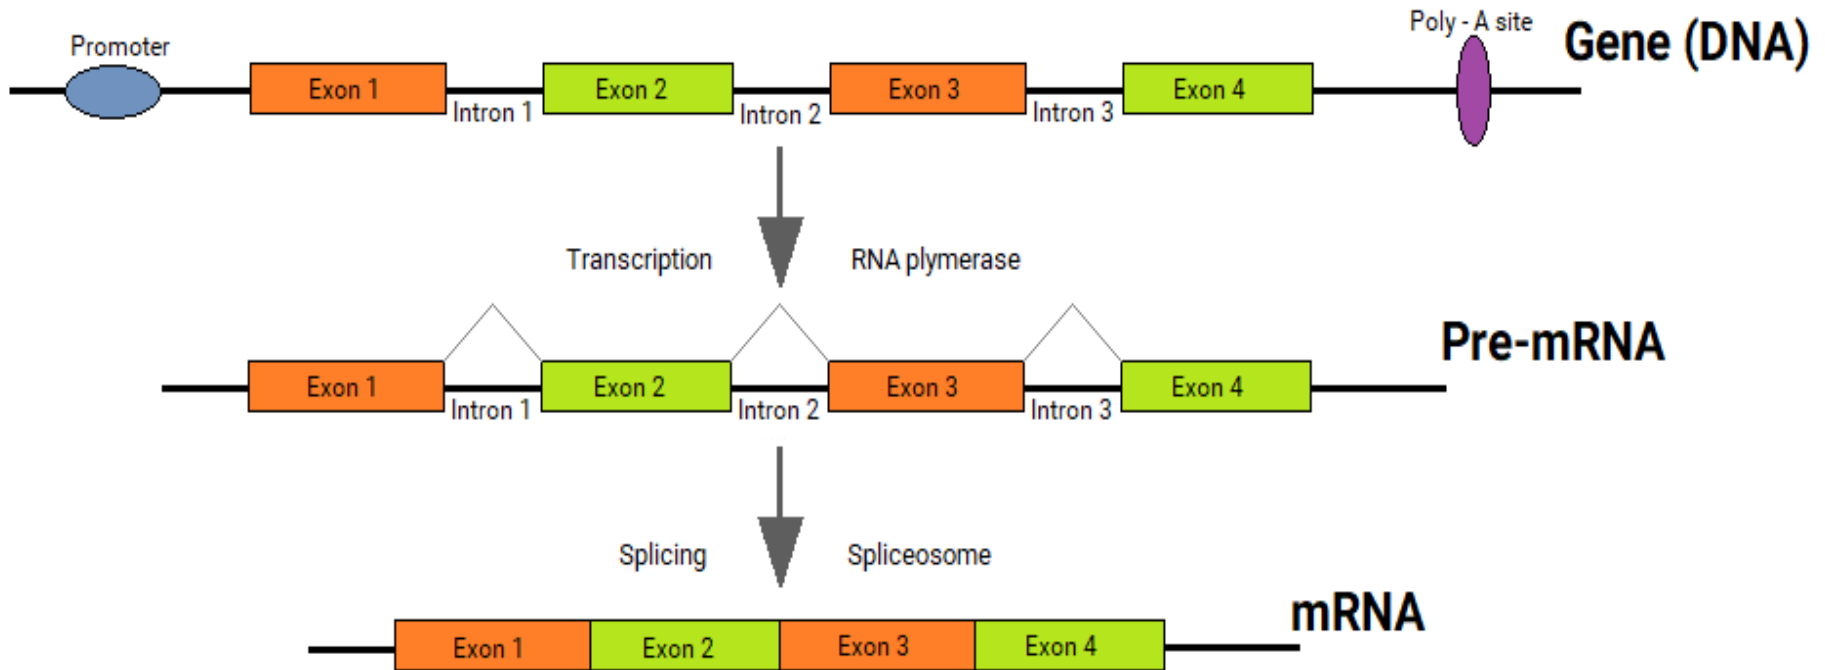 Poly - A site
Gene (DNA)
Promoter
Exon 1
Intron 1
Exon 2
Intron 2
Exon 3
Intron 3
Exon 4
Transcription
RNA plymerase
Pre-mRNA
Exon 1
Intron 1
Exon 2
Intron 2
Exon 3
Intron 3
Exon 4
Splicing
Spliceosome
mRNA
Exon 1
Exon 2
Exon 3
Exon 4